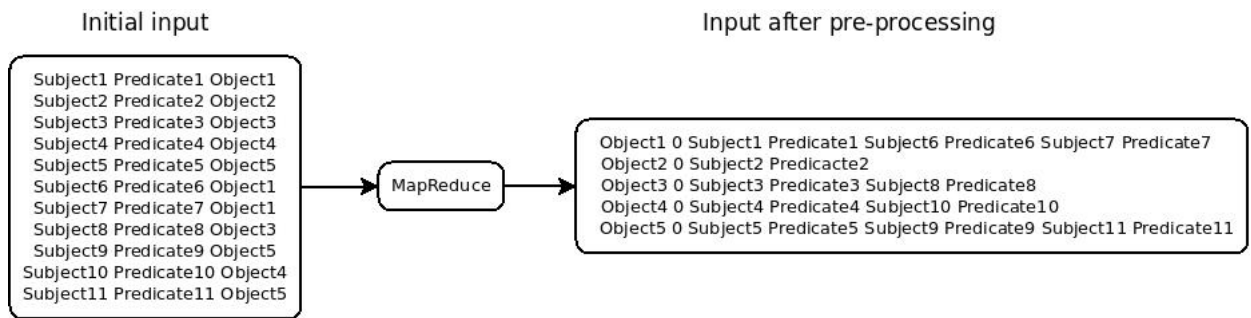 Initial input
Input after pre-processing
Subject1 Predicate1 Object1
Subject2 Predicate2 Object2
Subject3 Predicate3 Object3
Subject4 Predicate4 Object4
Subject5 Predicate5 Object5
Subject6 Predicate6 Object1
Subject7 Predicate7 Object1
Subject8 Predicate8 Object3
Subject9 Predicate9 Object5
Subject10 Predicate10 Object4
Subject11 Predicate11 Object5
MapReduce
Object1 0 Subject1 Predicate1 Subject6 Predicate6 Subject7 Predicate7
Object2 0 Subject2 Predicacte2
Object3 0 Subject3 Predicate3 Subject8 Predicate8
Object4 0 Subject4 Predicate4 Subject10 Predicate10
Object5 0 Subject5 Predicate5 Subject9 Predicate9 Subject11 Predicate11